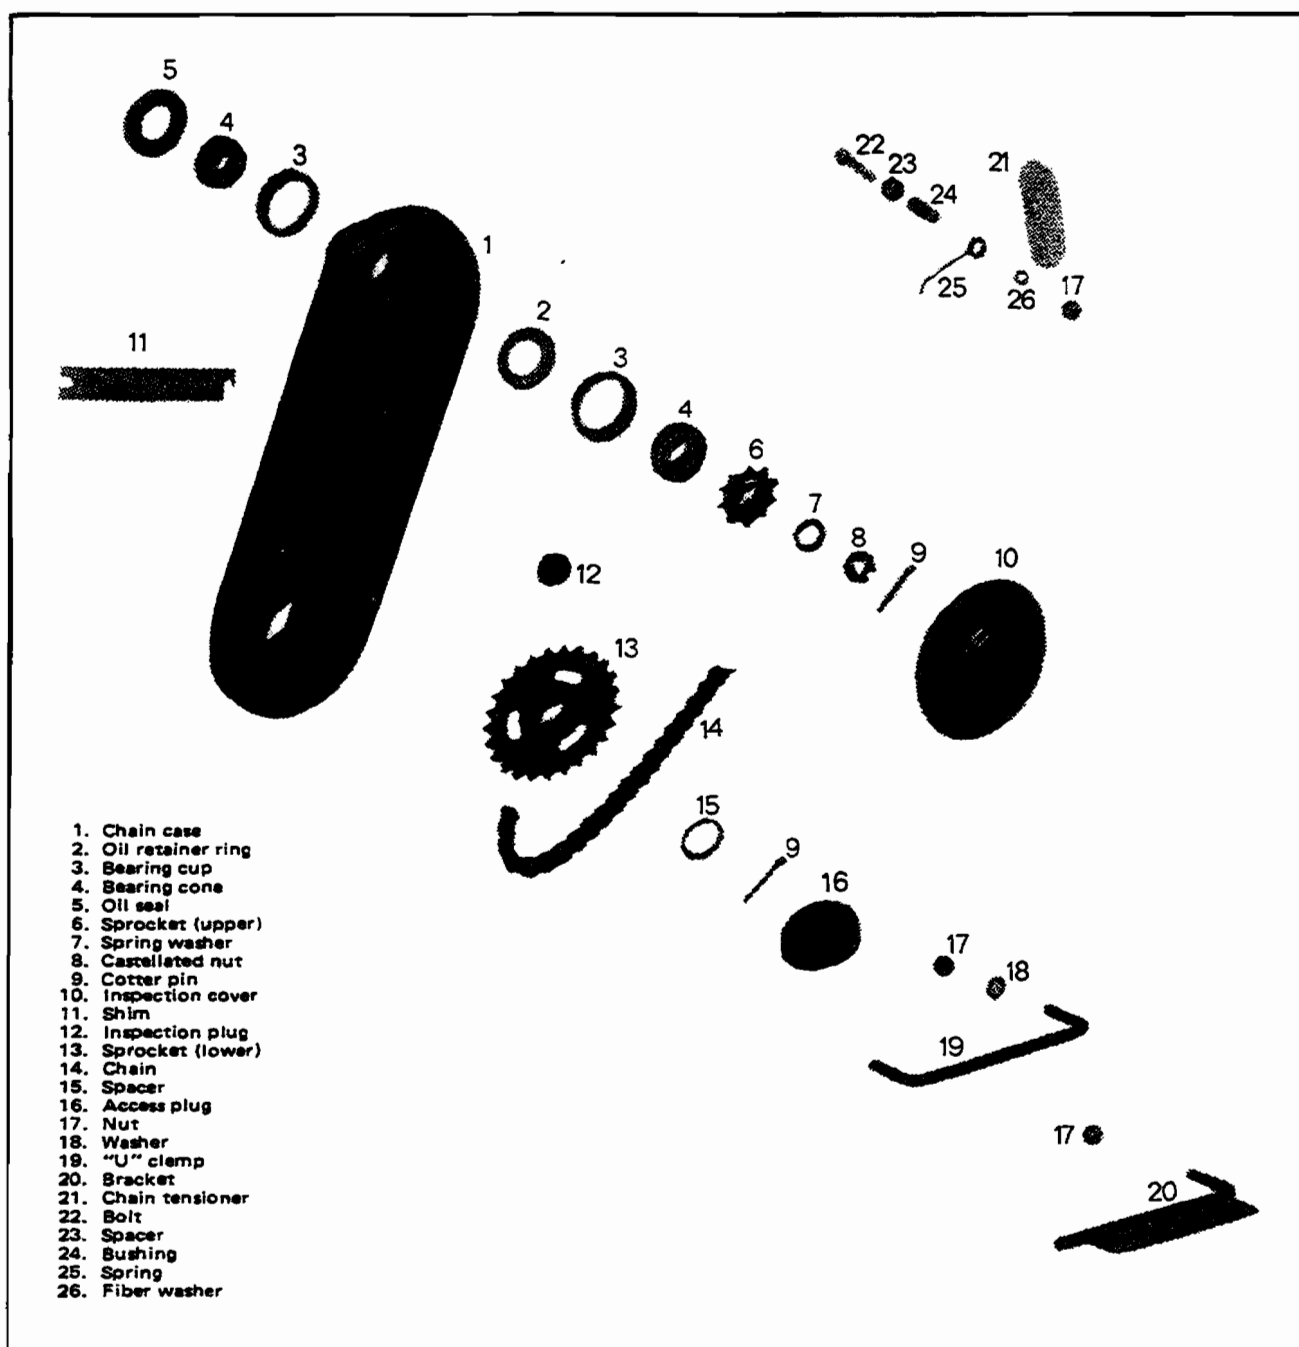 5
4
3
22
23
24
21
1
25
26
17
2
11
3
4
6
7
8
9
10
12
13
14
15
9
16
17
18
19
17
20
1. Chain case
2. Oil retainer ring
3. Bearing cup
4. Bearing cone
5. Oil seal
6. Sprocket (upper)
7. Spring washer
8. Castellated nut
9. Cotter pin
10. Inspection cover
11. Shim
12. Inspection plug
13. Sprocket (lower)
14. Chain
15. Spacer
16. Access plug
17. Nut
18. Washer
19. "U" clamp
20. Bracket
21. Chain tensioner
22. Bolt
23. Spacer
24. Bushing
25. Spring
26. Fiber washer